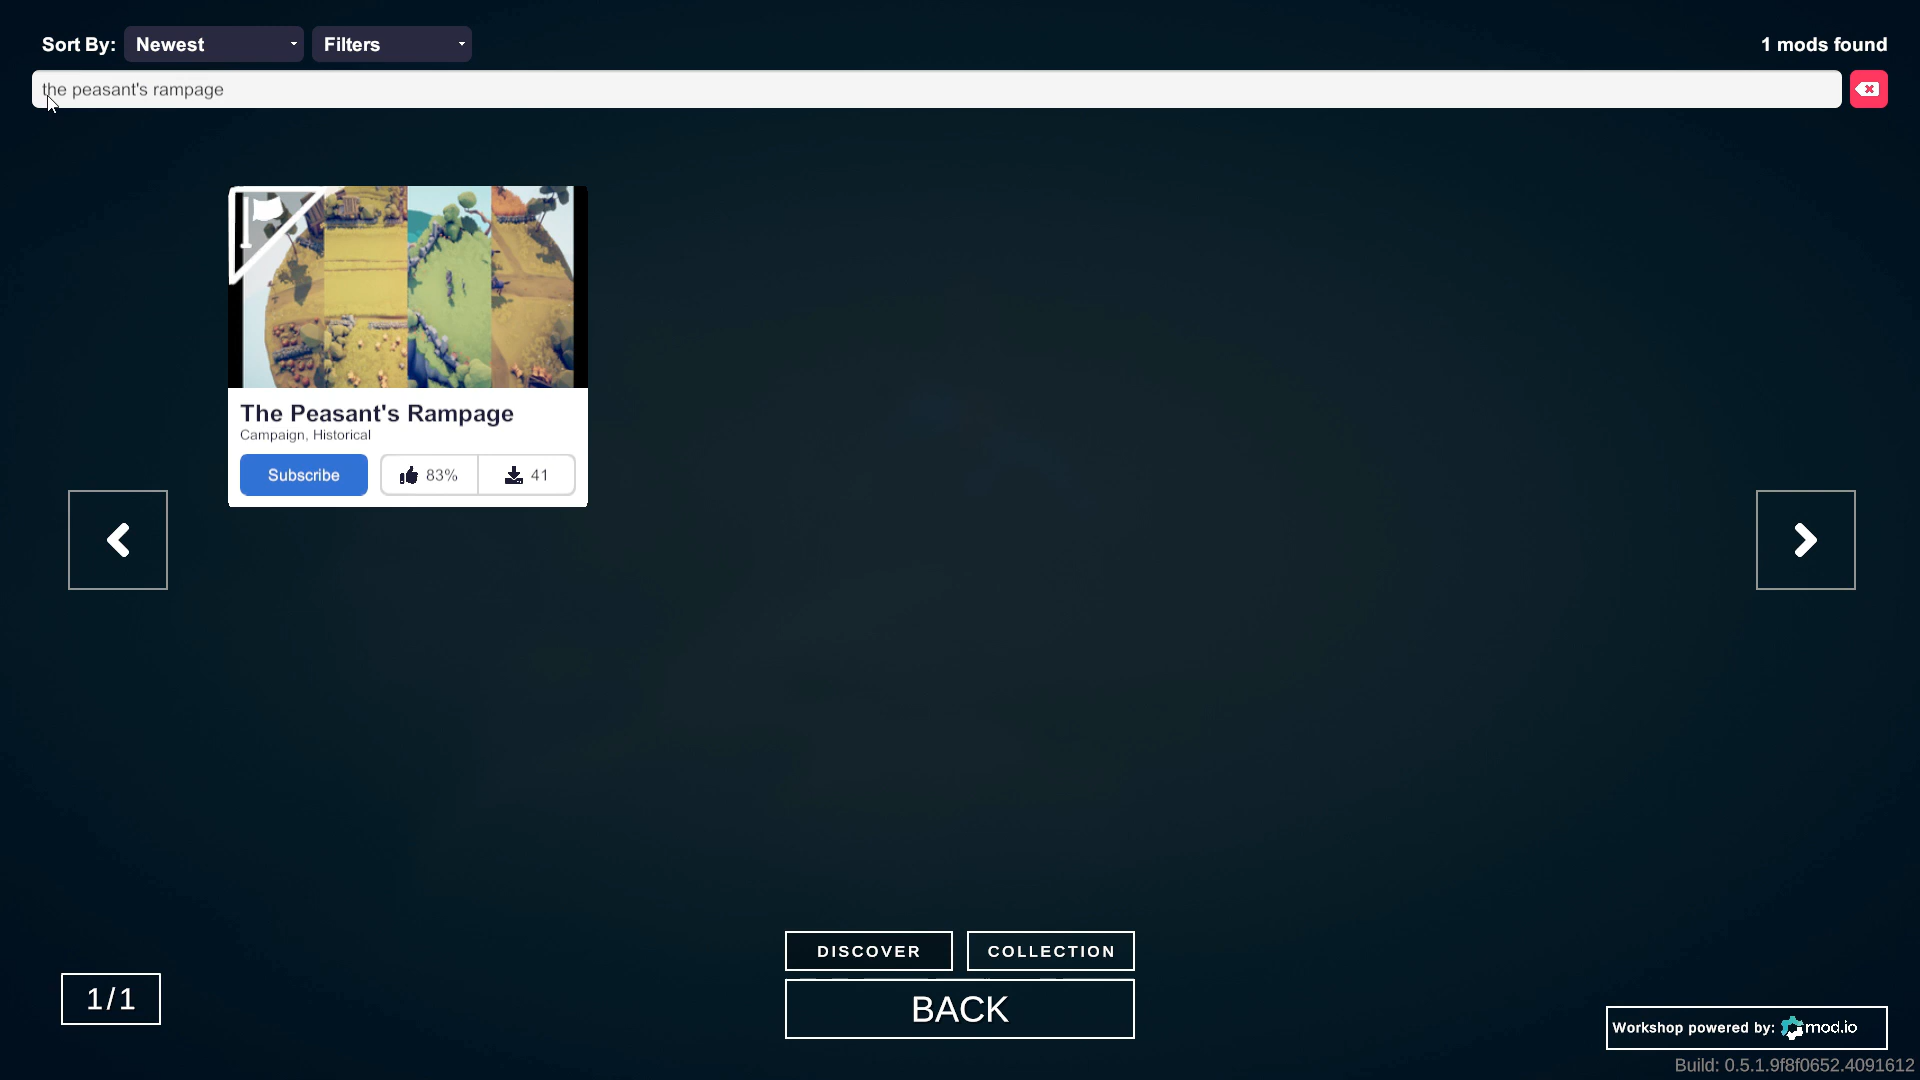 Sort By: Newest Filters 1 mods found
the peasant's rampage
The Peasant's Rampage
Campaign, Historical
Subscribe 83% 41
DISCOVER COLLECTION
1/1 BACK
Workshop powered by: mod.io
Build: 0.5.1.9f8f0652.4091612